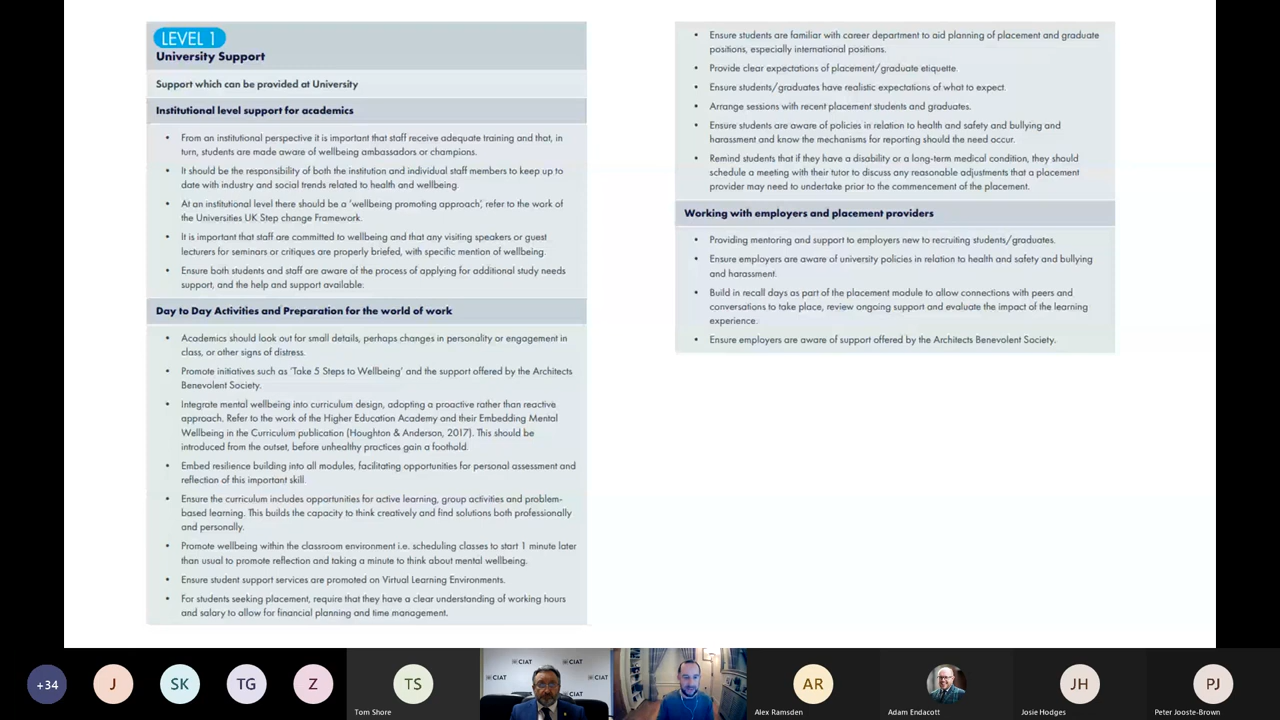 LEVEL 1
University Support
Support which can be provided at University
Institutional level support for academics
• From an institutional perspective it is important that staff receive adequate training and that, in
turn, students are made aware of wellbeing ambassadors or champions.
• It should be the responsibility of both the institution and individual staff members to keep up to
date with industry and social trends related to health and wellbeing.
• At an institutional level there should be a 'wellbeing promoting approach', refer to the work of
the Universities UK Step change Framework.
• It is important that staff are committed to wellbeing and that any visiting speakers or guest
lecturers for seminars or critiques are properly briefed, with specific mention of wellbeing.
• Ensure both students and staff are aware of the process of applying for additional study needs
support, and the help and support available.
Day to Day Activities and Preparation for the world of work
• Academics should look out for small details, perhaps changes in personality or engagement in
class, or other signs of distress.
• Promote initiatives such as 'Take 5 Steps to Wellbeing' and the support offered by the Architects
Benevolent Society.
• Integrate mental wellbeing into curriculum design, adopting a proactive rather than reactive
approach. Refer to the work of the Higher Education Academy and their Embedding Mental
Wellbeing in the Curriculum publication (Houghton & Anderson, 2017). This should be
introduced from the outset, before unhealthy practices gain a foothold.
• Embed resilience building into all modules, facilitating opportunities for personal assessment and
reflection of this important skill.
• Ensure the curriculum includes opportunities for active learning, group activities and problem-
based learning. This builds the capacity to think creatively and find solutions both professionally
and personally.
• Promote wellbeing within the classroom environment i.e. scheduling classes to start 1 minute later
than usual to promote reflection and taking a minute to think about mental wellbeing.
• Ensure student support services are promoted on Virtual Learning Environments.
• For students seeking placement, require that they have a clear understanding of working hours
and salary to allow for financial planning and time management.
• Ensure students are familiar with career department to aid planning of placement and graduate
positions, especially international positions.
• Provide clear expectations of placement/graduate etiquette.
• Ensure students/graduates have realistic expectations of what to expect.
• Arrange sessions with recent placement students and graduates.
• Ensure students are aware of policies in relation to health and safety and bullying and
harassment and know the mechanisms for reporting should the need occur.
• Remind students that if they have a disability or a long-term medical condition, they should
schedule a meeting with their tutor to discuss any reasonable adjustments that a placement
provider may need to undertake prior to the commencement of the placement.
Working with employers and placement providers
• Providing mentoring and support to employers new to recruiting students/graduates.
• Ensure employers are aware of university policies in relation to health and safety and bullying
and harassment.
• Build in recall days as part of the placement module to allow connections with peers and
conversations to take place, review ongoing support and evaluate the impact of the learning
experience.
• Ensure employers are aware of support offered by the Architects Benevolent Society.
+34
J
SK
TG
Z
TS
Tom Shore
CIAT
CIAT
CIAT
CIAT
AR
Alex Ramsden
Adam Endacott
JH
Josie Hodges
PJ
Peter Jooste-Brown